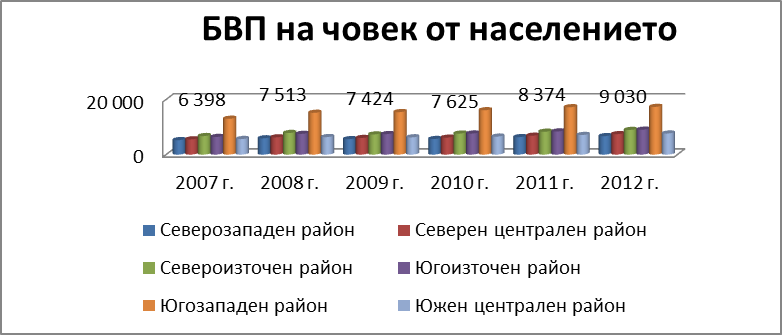 БВП на човек от населението
20 000
0
6 398 7 513 7 424 7 625 8 374 9 030
2007 г. 2008 г. 2009 г. 2010 г. 2011 г. 2012 г.
Северозападен район Северен централен район
Североизточен район Югоизточен район
Югозападен район Южен централен район